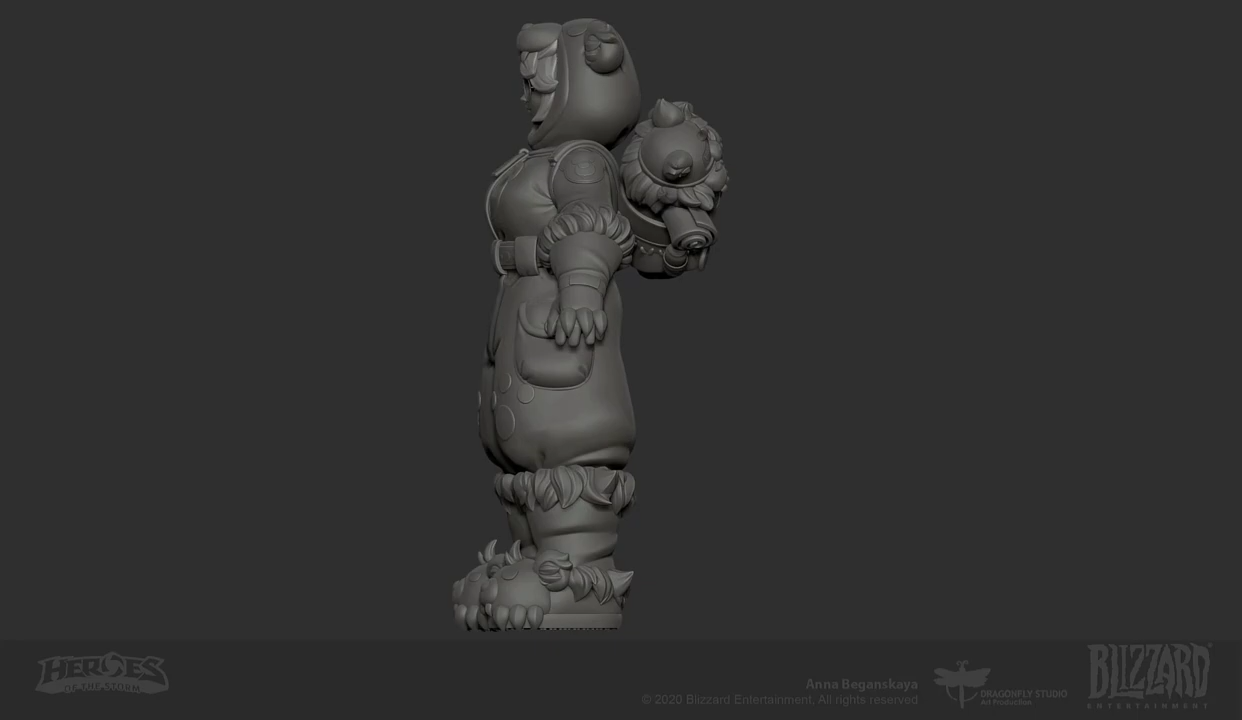 HEROES
OF THE STORM
Anna Beganskaya
© 2020 Blizzard Entertainment. All rights reserved
DRAGONFLY STUDIO
Art Production
BLIZZARD
ENTERTAINMENT